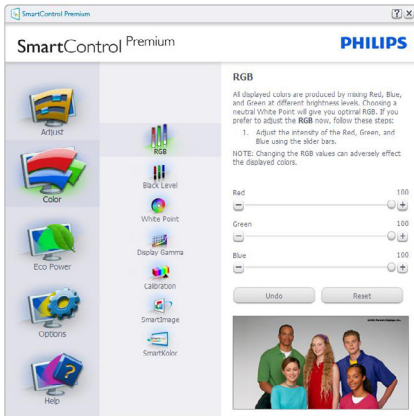 SmartControl Premium
SmartControl Premium
PHILIPS
Adjust
Color
Eco Power
Options
Help
RGB
Black Level
White Point
Display Gamma
Calibration
SmartImage
SmartKolor
RGB
All displayed colors are produced by mixing Red, Blue,
and Green at different brightness levels. Choosing a
neutral White Point will give you optimal RGB. If you
prefer to adjust the RGB now, follow these steps:
1. Adjust the intensity of the Red, Green, and
Blue using the slider bars.
NOTE: Changing the RGB values can adversely effect
the displayed colors.
Red 100
Green 100
Blue 100
Undo Reset